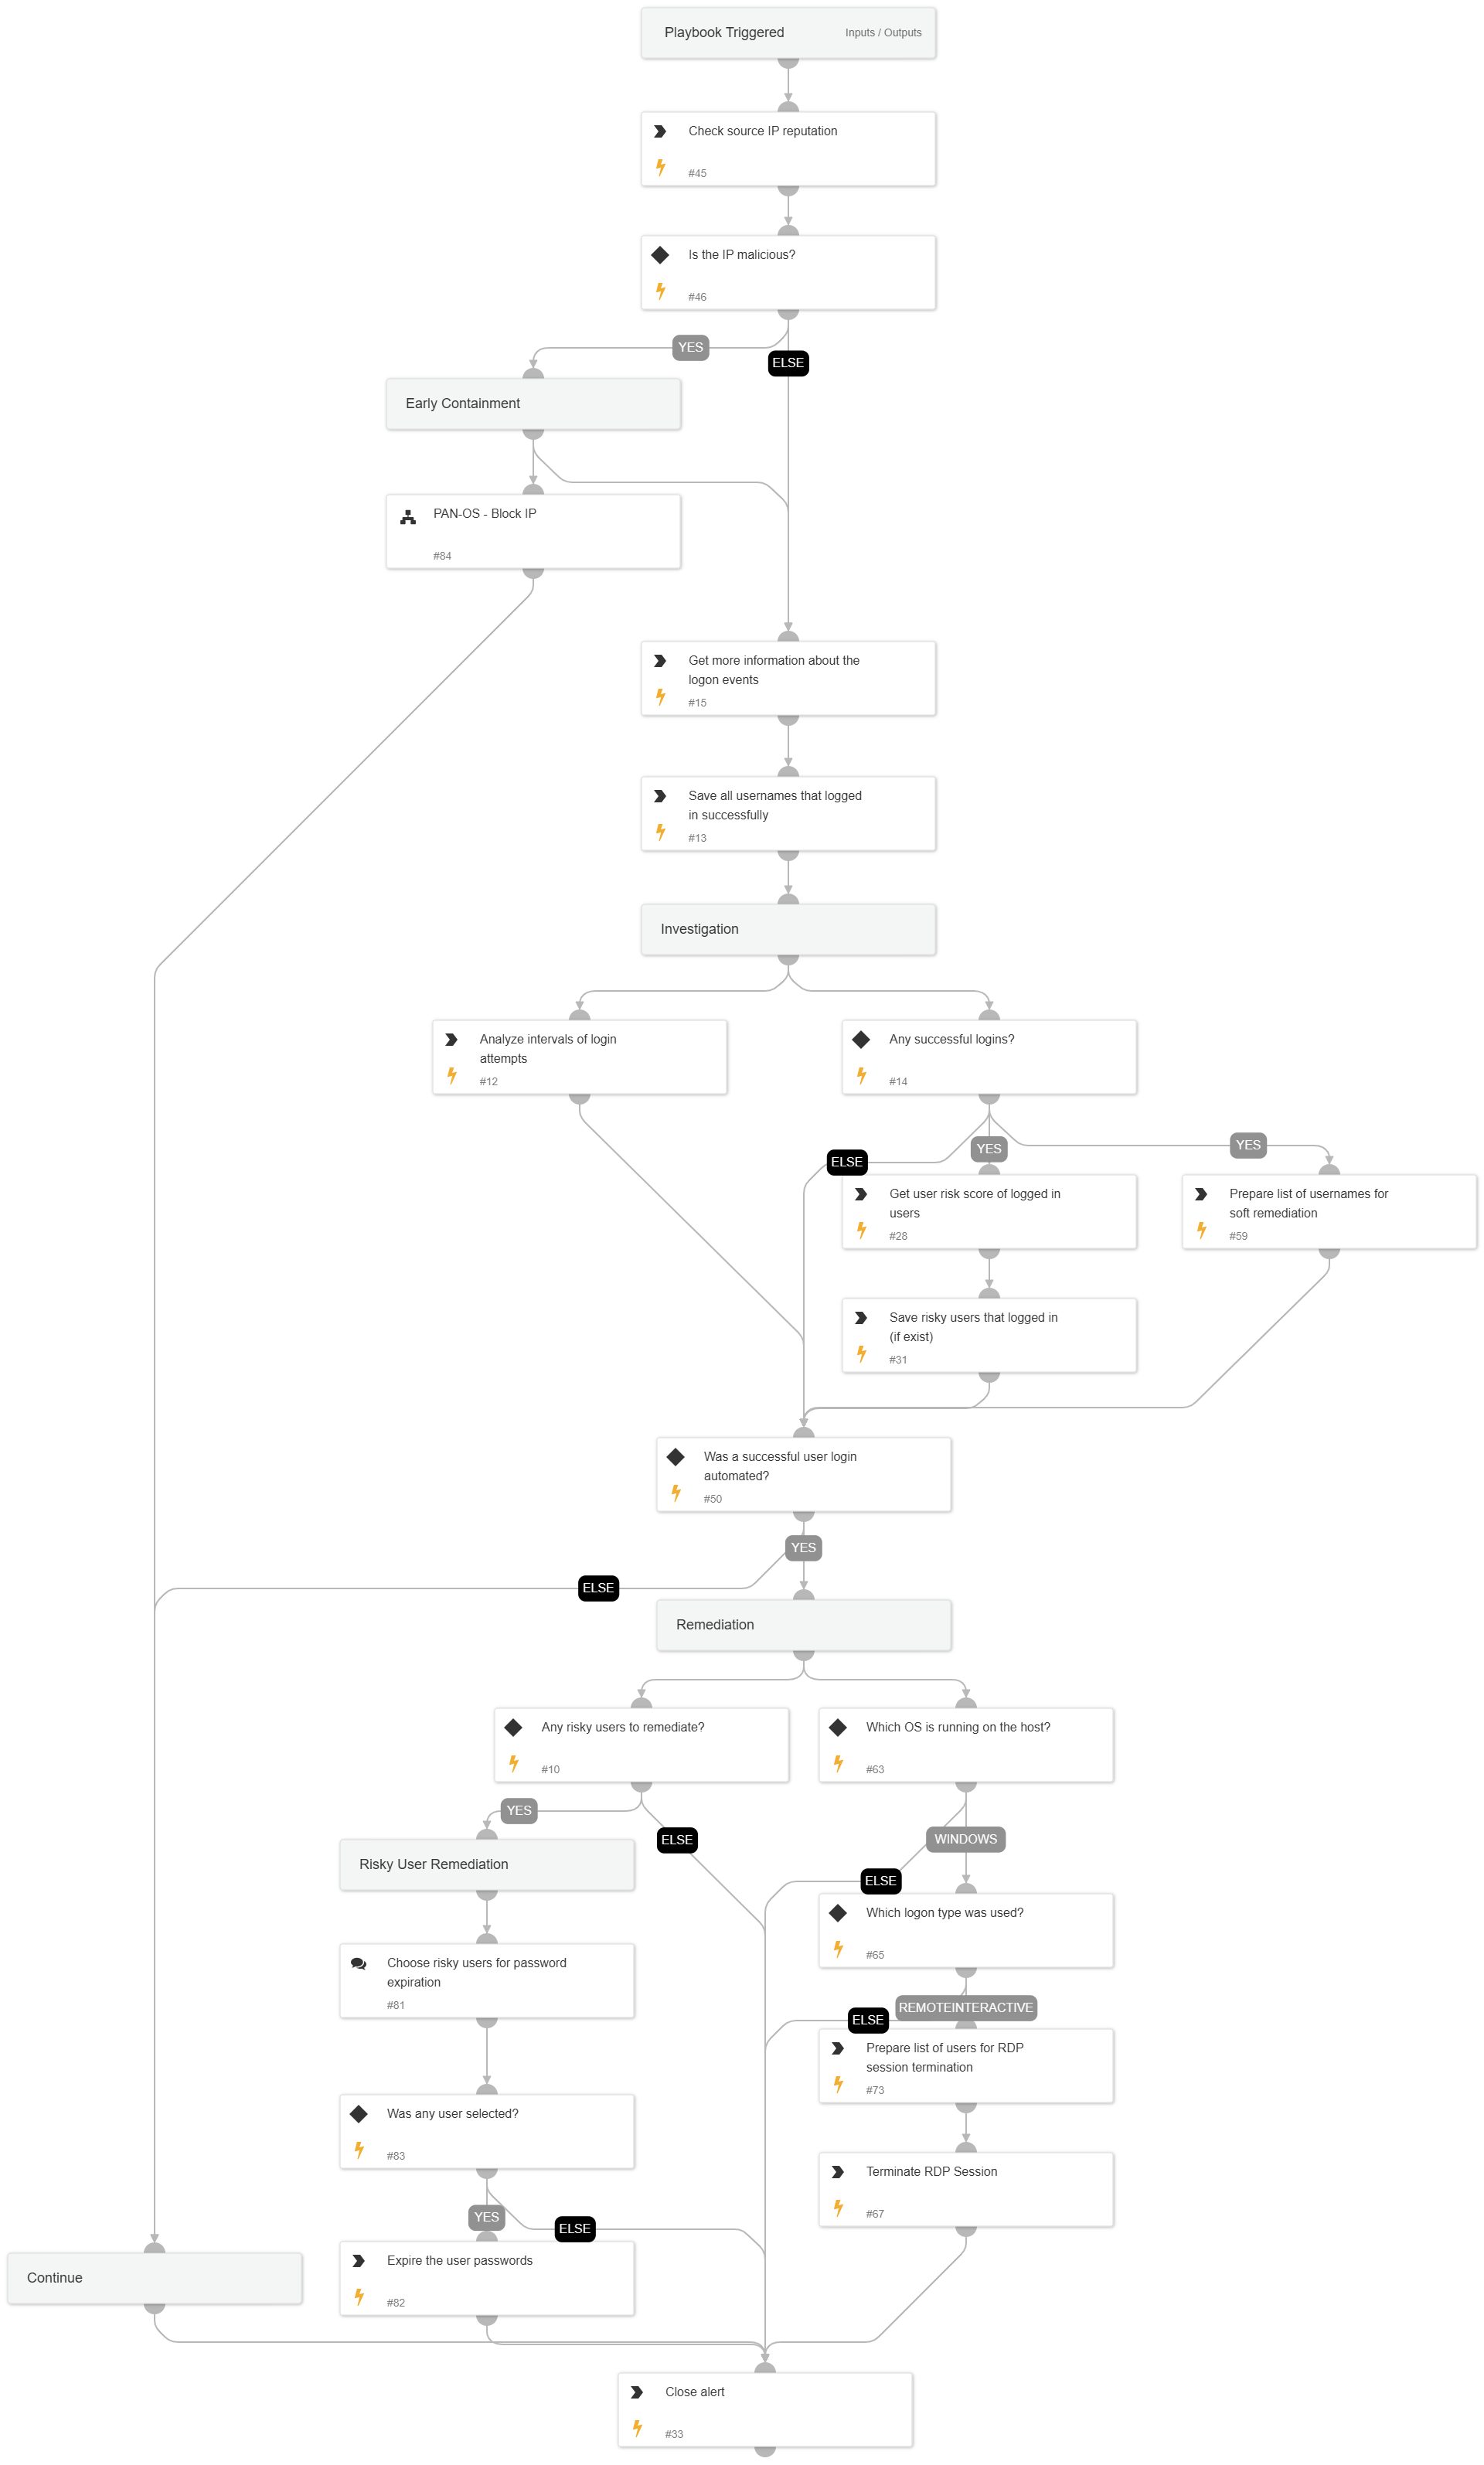 Playbook Triggered
Inputs / Outputs
Check source IP reputation
#45
Is the IP malicious?
#46
YES
ELSE
Early Containment
PAN-OS - Block IP
#84
Get more information about the
logon events
#15
Save all usernames that logged
in successfully
#13
Investigation
Analyze intervals of login
attempts
#12
Any successful logins?
#14
ELSE
YES
YES
Get user risk score of logged in
users
#28
Prepare list of usernames for
soft remediation
#59
Save risky users that logged in
(if exist)
#31
Was a successful user login
automated?
#50
YES
ELSE
Remediation
Any risky users to remediate?
#10
Which OS is running on the host?
#63
YES
ELSE
WINDOWS
ELSE
Risky User Remediation
Which logon type was used?
#65
Choose risky users for password
expiration
#81
REMOTEINTERACTIVE
ELSE
Prepare list of users for RDP
session termination
#73
Was any user selected?
#83
Terminate RDP Session
#67
YES
ELSE
Expire the user passwords
#82
Continue
Close alert
#33